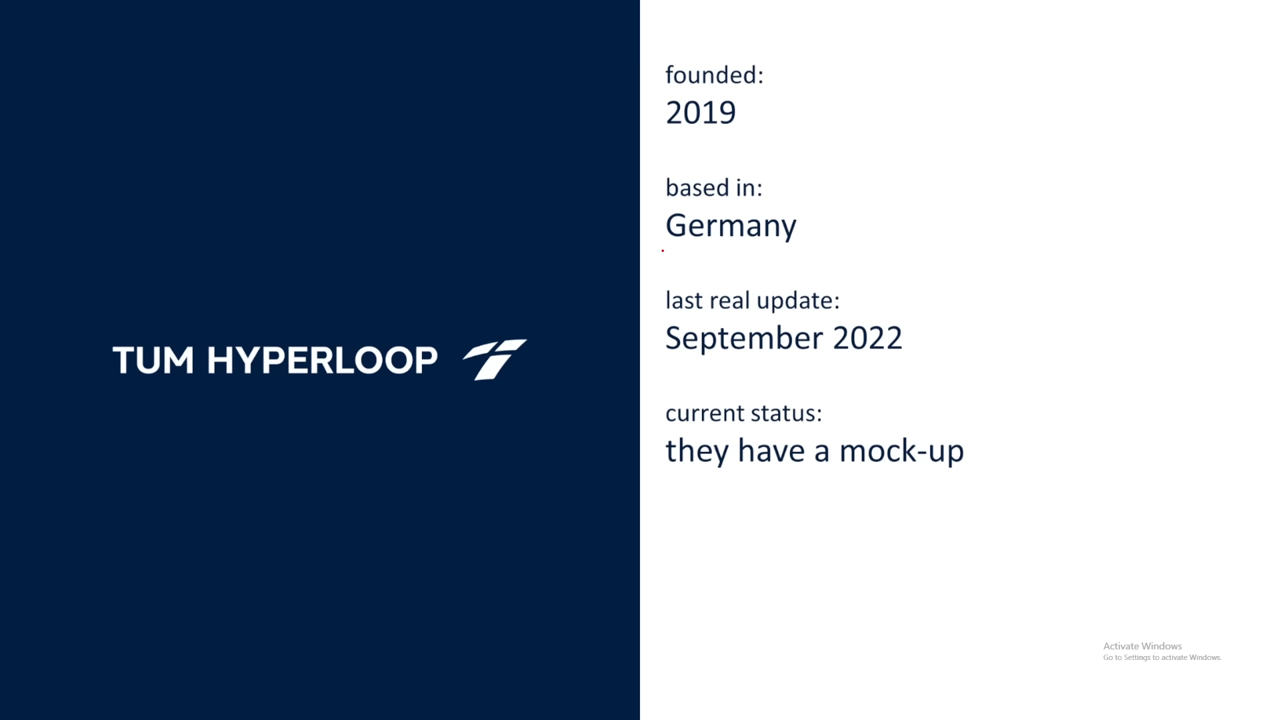 TUM HYPERLOOP
founded:
2019
based in:
Germany
last real update:
September 2022
current status:
they have a mock-up
Activate Windows
Go to Settings to activate Windows.